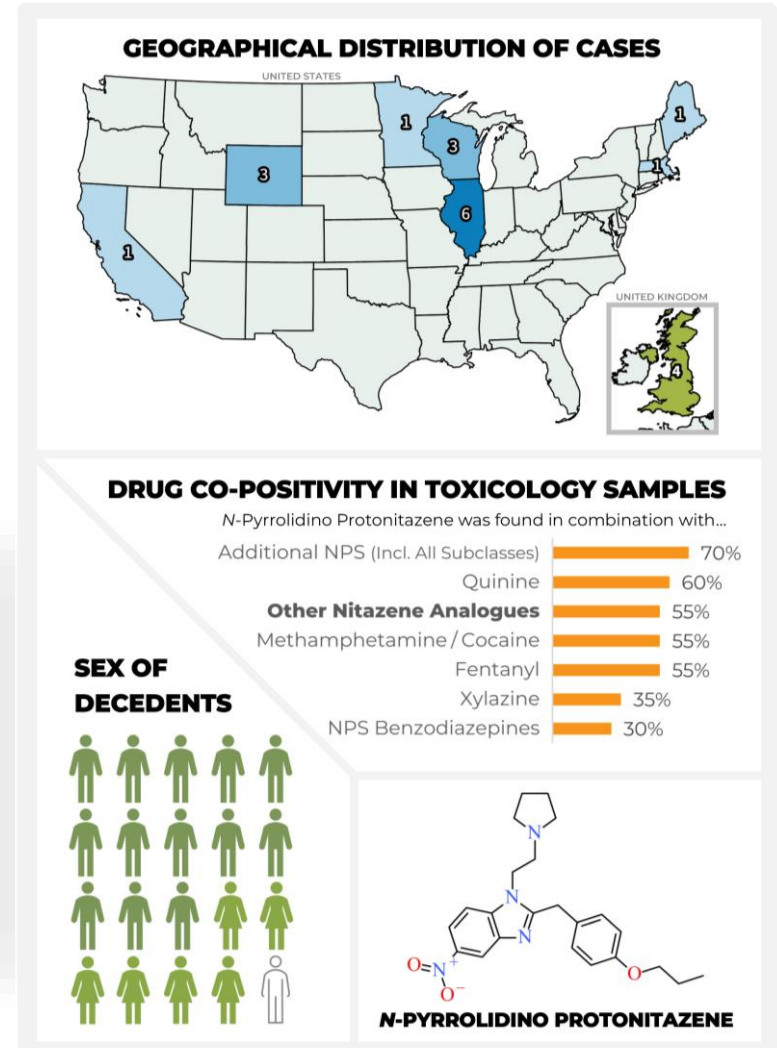 GEOGRAPHICAL DISTRIBUTION OF CASES
UNITED STATES
1
3
1
3
6
1
1
UNITED KINGDOM
4
DRUG CO-POSITIVITY IN TOXICOLOGY SAMPLES
N-Pyrrolidino Protonitazene was found in combination with...
Additional NPS (Incl. All Subclasses) 70%
Quinine 60%
Other Nitazene Analogues 55%
Methamphetamine / Cocaine 55%
Fentanyl 55%
Xylazine 35%
NPS Benzodiazepines 30%
SEX OF
DECEDENTS
N
N
N
O
N+
O−
O
N-PYRROLIDINO PROTONITAZENE